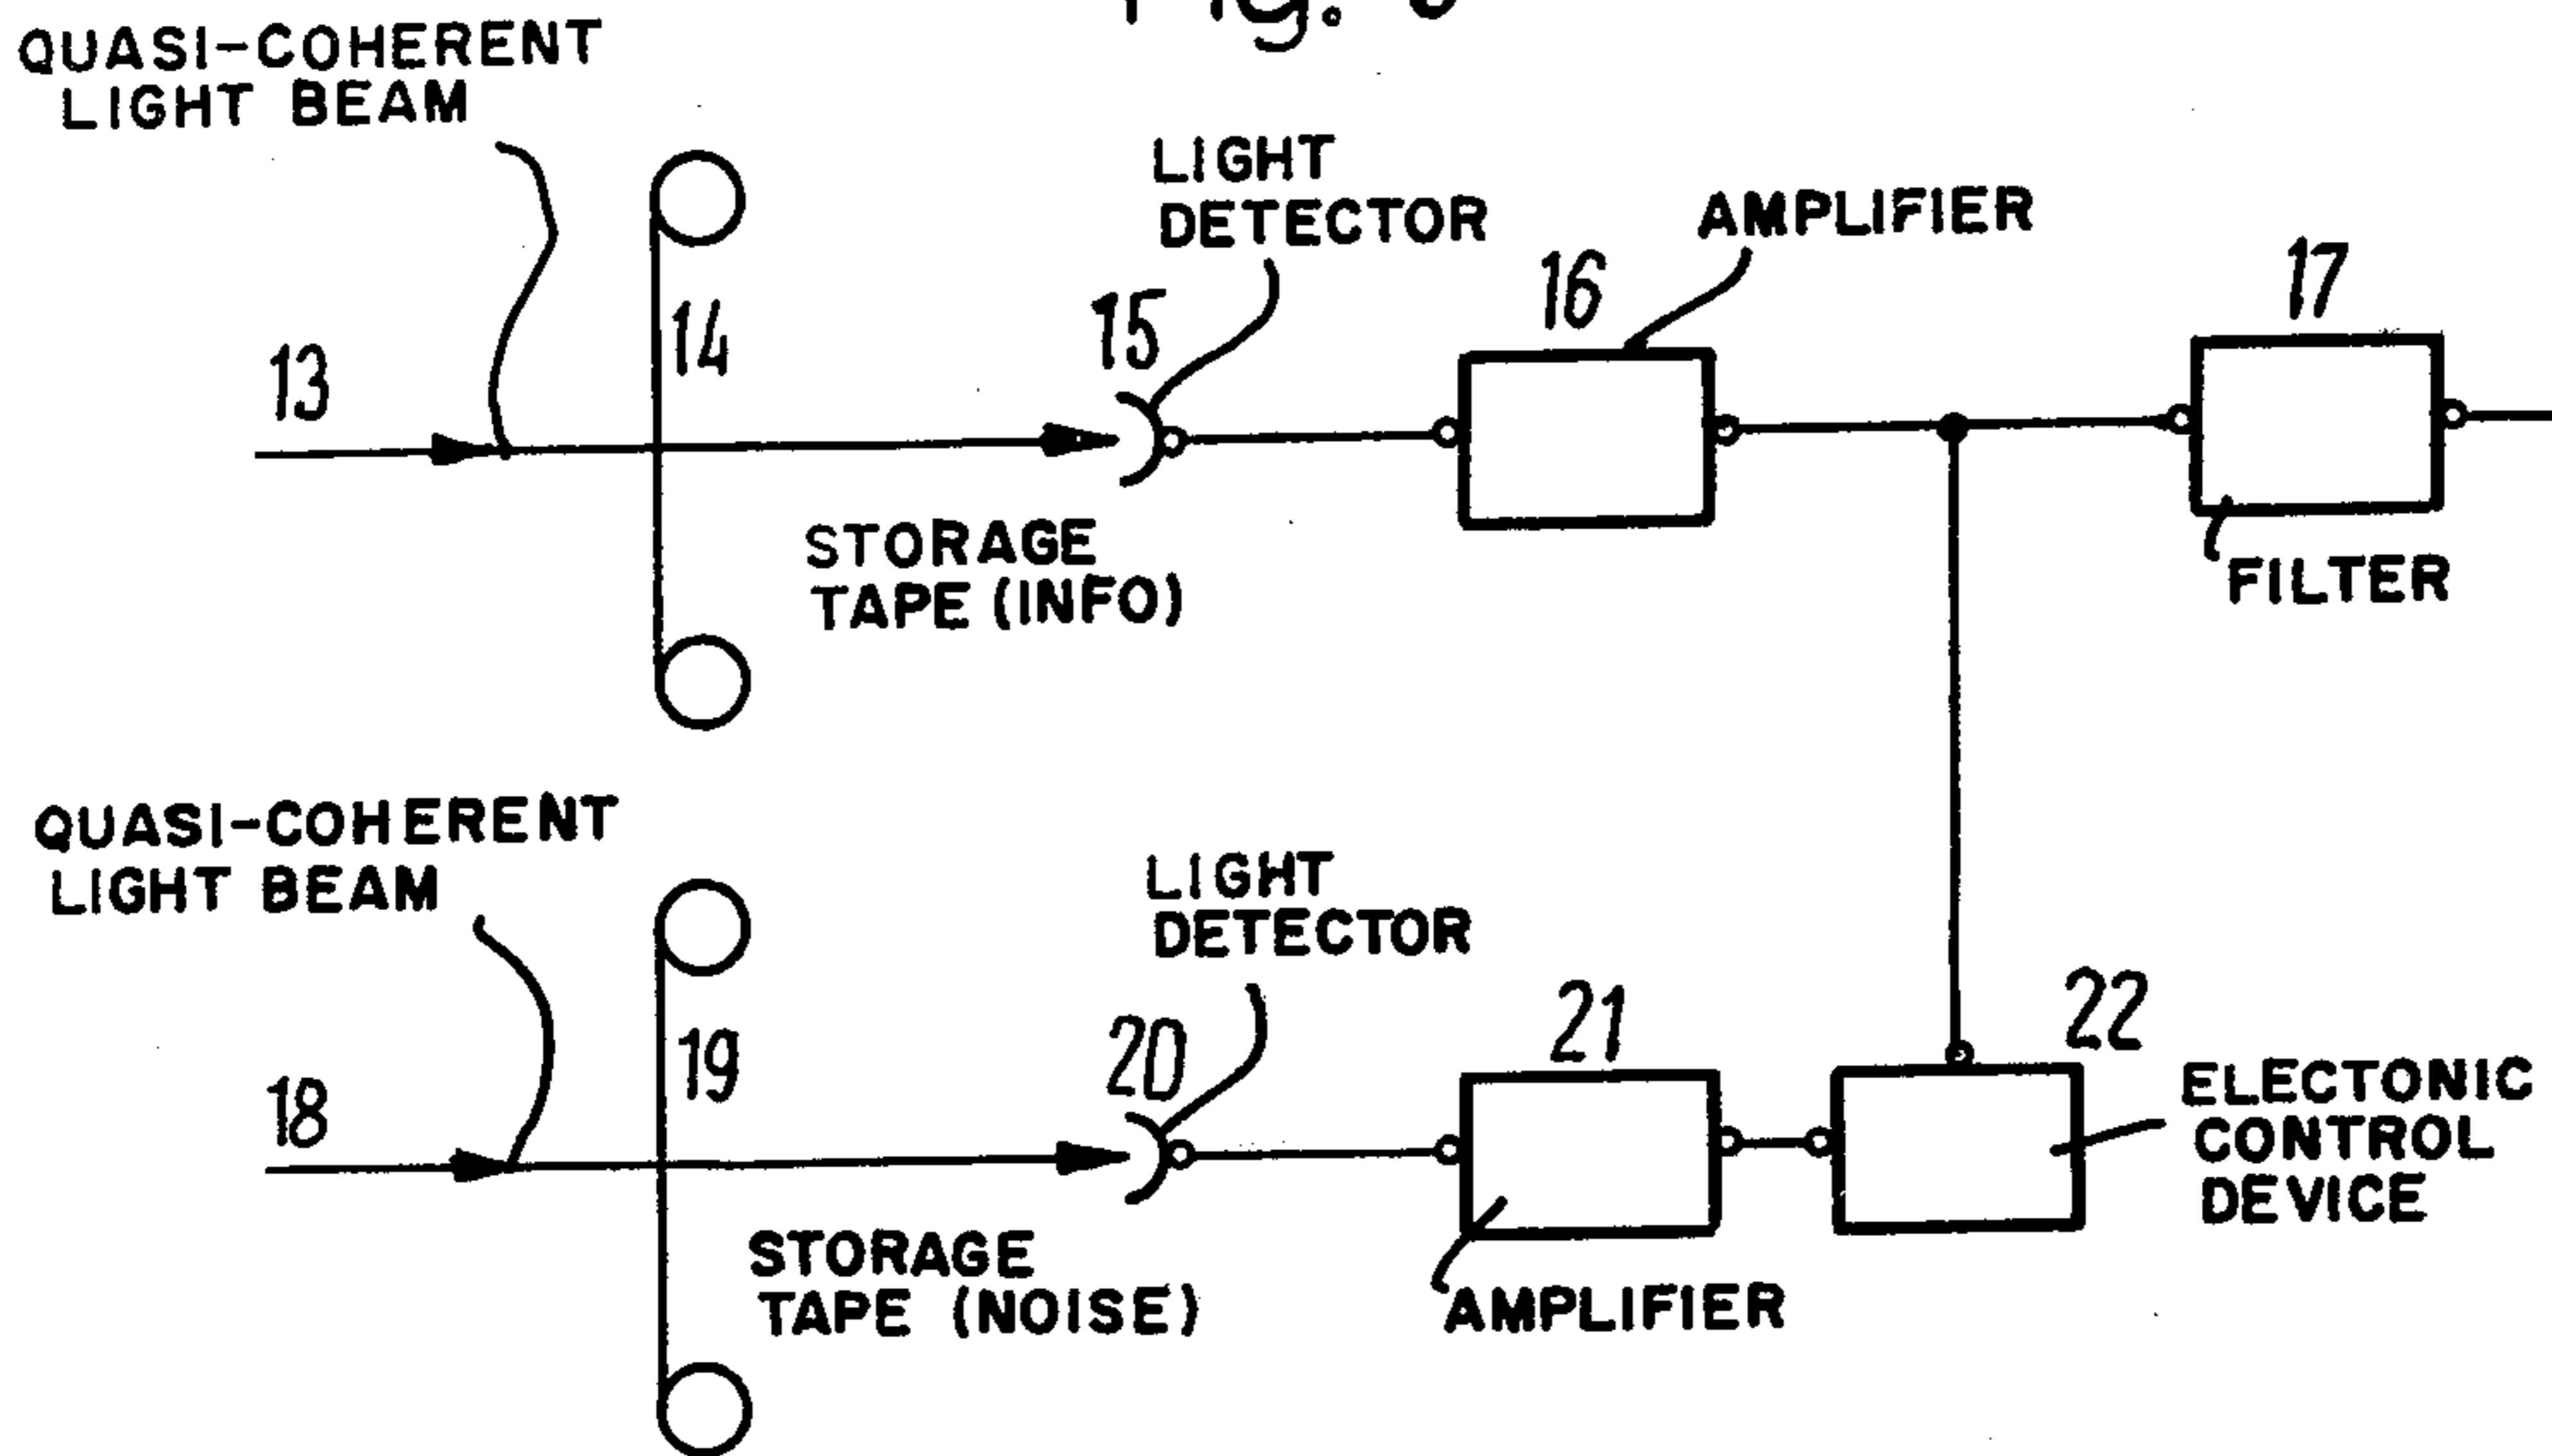 Fig.
QUASI-COHERENT
LIGHT BEAM
LIGHT
DETECTOR
AMPLIFIER
13
14
15
16
17
STORAGE
TAPE (INFO)
FILTER
QUASI-COHERENT
LIGHT BEAM
LIGHT
DETECTOR
18
19
20
21
22
ELECTONIC
CONTROL
DEVICE
STORAGE
TAPE (NOISE)
AMPLIFIER